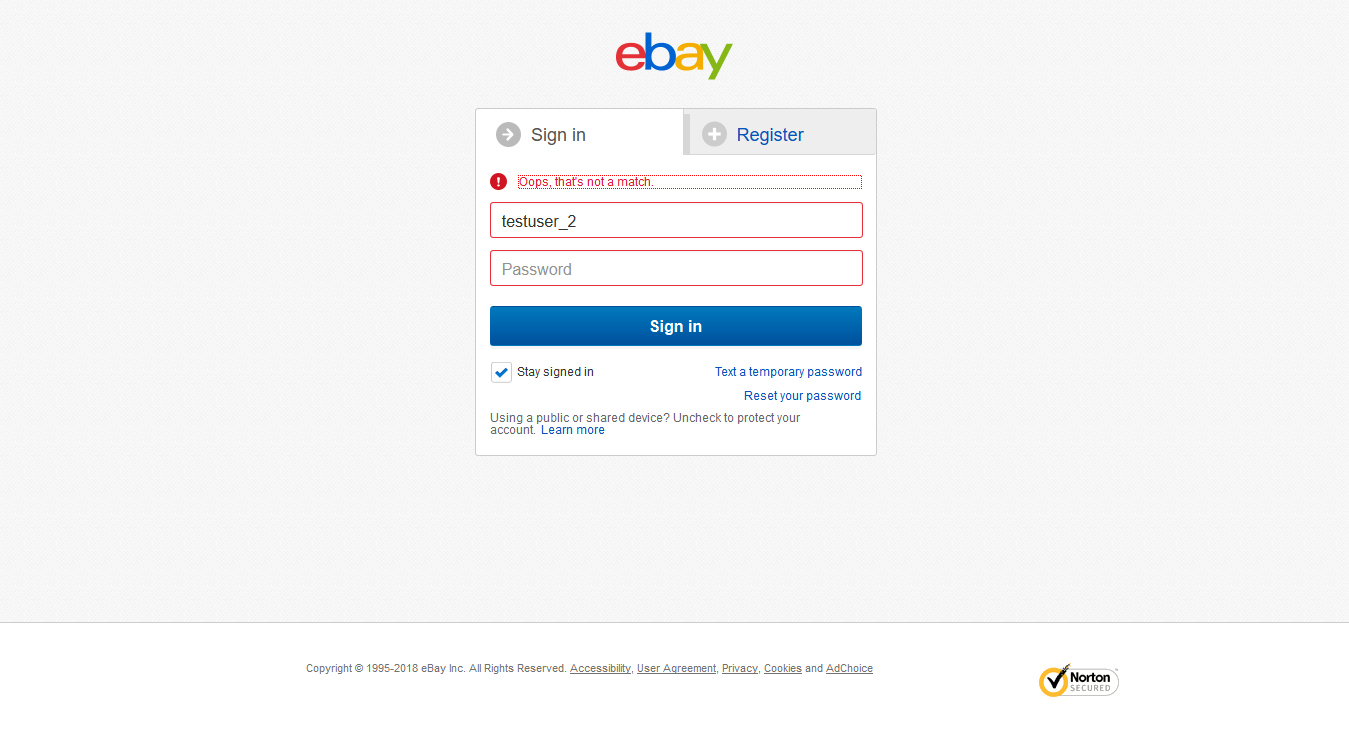 ebay
Sign in
Register
Oops, that's not a match.
testuser_2
Password
Sign in
Stay signed in
Text a temporary password
Reset your password
Using a public or shared device? Uncheck to protect your
account. Learn more
Copyright © 1995-2018 eBay Inc. All Rights Reserved. Accessibility, User Agreement, Privacy, Cookies and AdChoice
Norton
SECURED